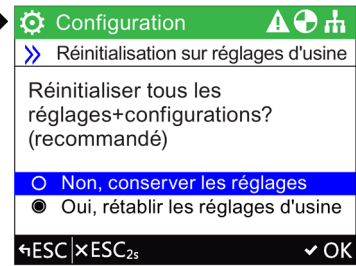 Configuration
Réinitialisation sur réglages d'usine
Réinitialiser tous les
réglages+configurations?
(recommandé)
Non, conserver les réglages
Oui, rétablir les réglages d'usine
ESC ESC2s OK